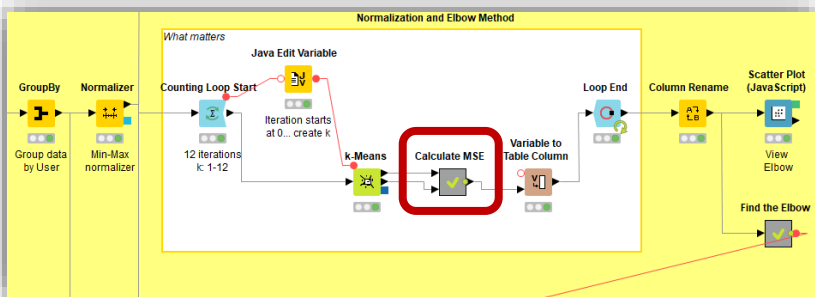 Normalization and Elbow Method
What matters
Java Edit Variable
Iteration starts
at 0... create k
GroupBy
Group data
by User
Normalizer
Min-Max
normalizer
Counting Loop Start
12 iterations
k: 1-12
k-Means
Calculate MSE
Variable to
Table Column
Loop End
Column Rename
Scatter Plot
(JavaScript)
View
Elbow
Find the Elbow